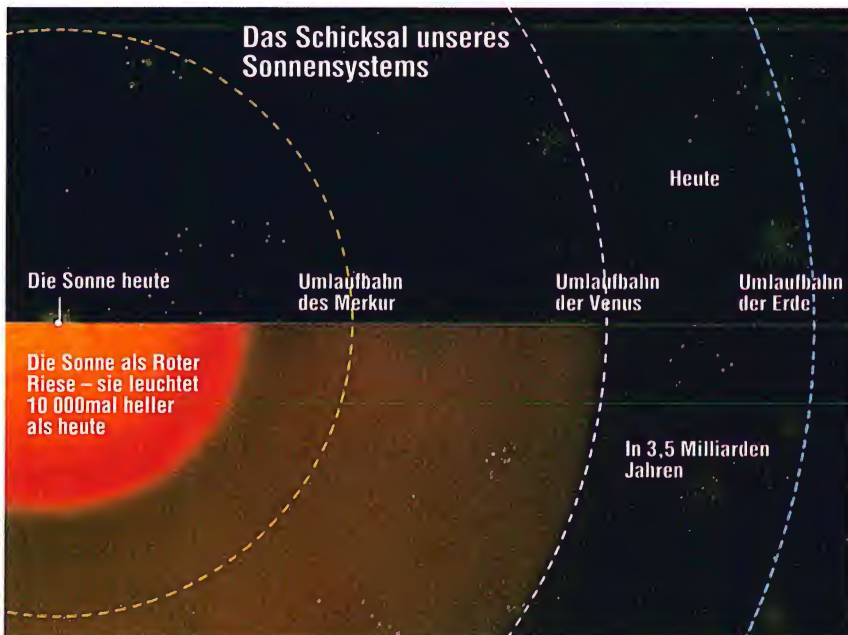 Das Schicksal unseres
Sonnensystems
Heute
Die Sonne heute
Umlaufbahn
des Merkur
Umlaufbahn
der Venus
Umlaufbahn
der Erde
Die Sonne als Roter
Riese – sie leuchtet
10 000mal heller
als heute
In 3,5 Milliarden
Jahren